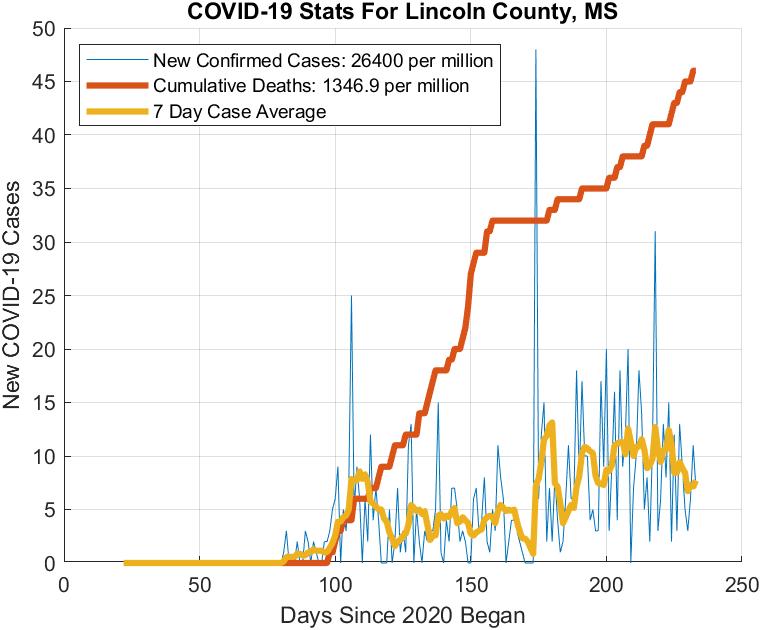 COVID-19 Stats For Lincoln County, MS
New Confirmed Cases: 26400 per million
Cumulative Deaths: 1346.9 per million
7 Day Case Average
New COVID-19 Cases
50
45
40
35
30
25
20
15
10
5
0
0 50 100 150 200 250
Days Since 2020 Began